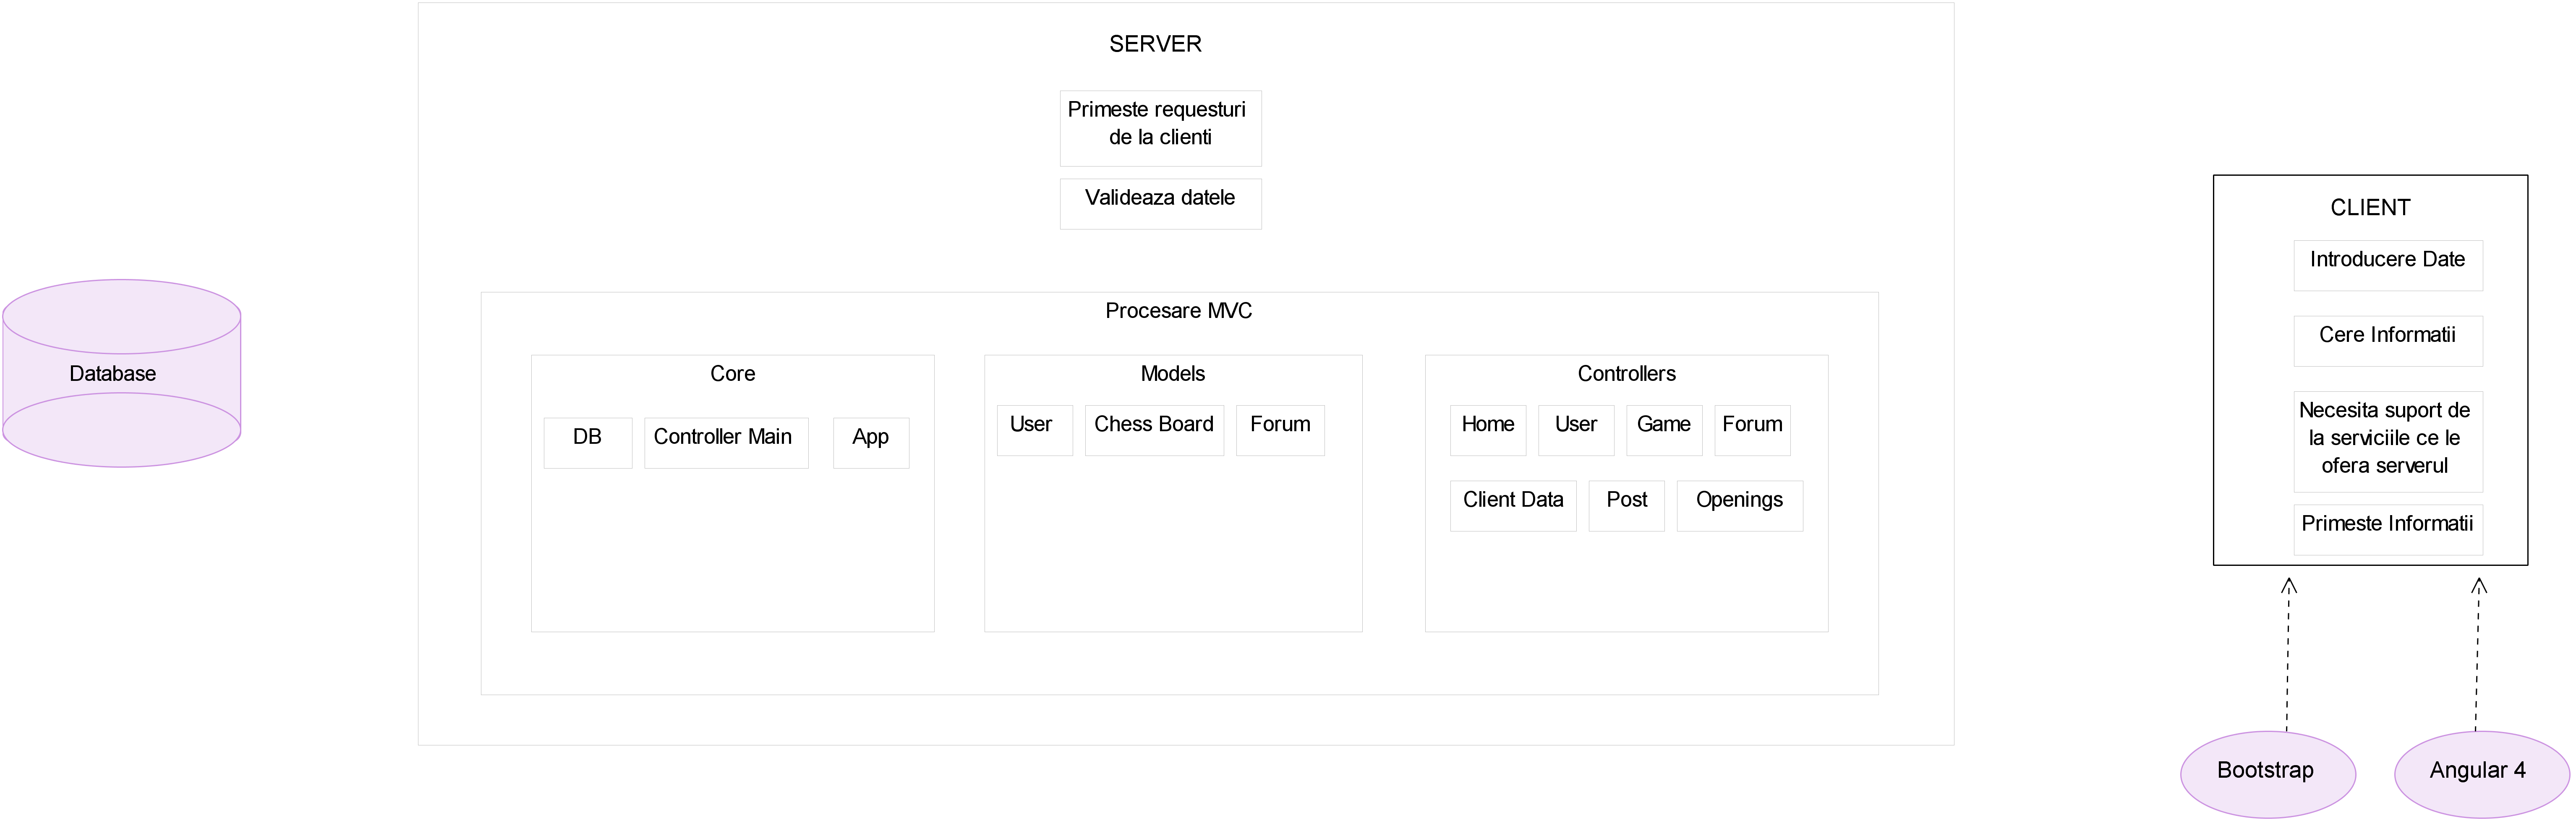 SERVER
Primeste requesturi
de la clienti
Valideaza datele
Procesare MVC
Core
DB
Controller Main
App
Models
User
Chess Board
Forum
Controllers
Home
User
Game
Forum
Client Data
Post
Openings
Database
CLIENT
Introducere Date
Cere Informatii
Necesita suport de
la serviciile ce le
ofera serverul
Primeste Informatii
Bootstrap
Angular 4